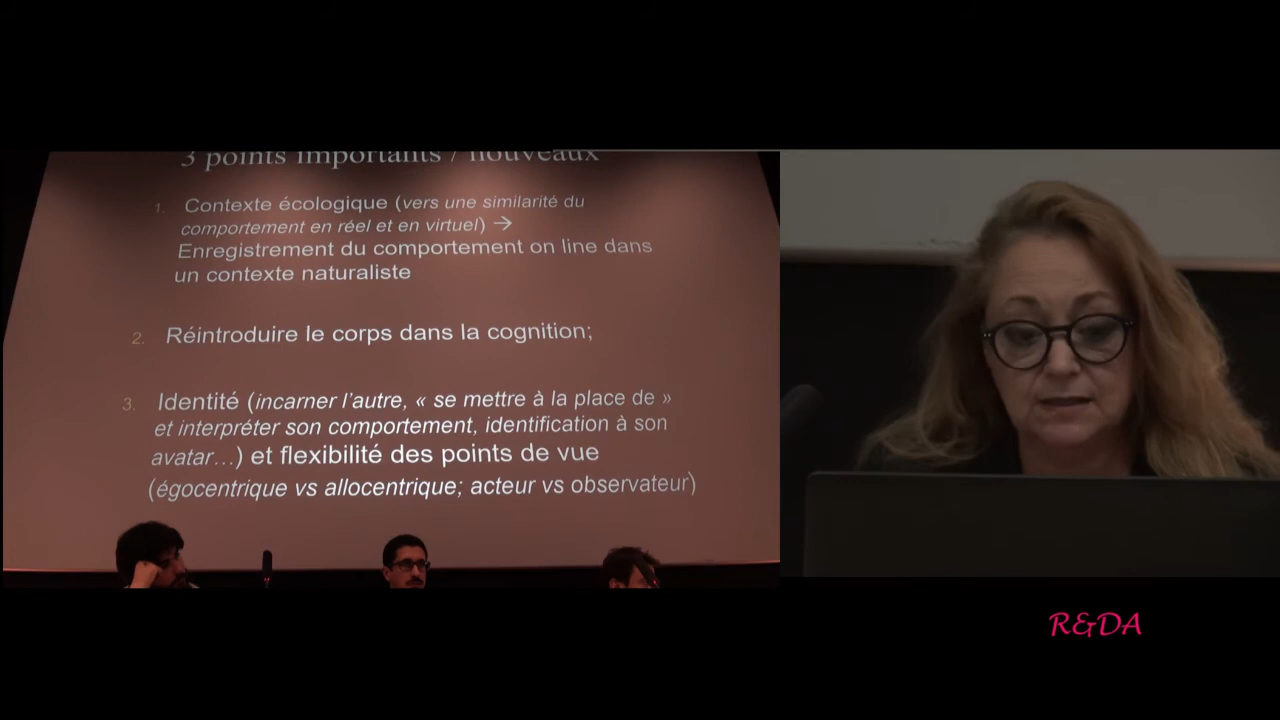 3 points importants / nouveaux
1. Contexte écologique (vers une similarité du
comportement en réel et en virtuel) →
Enregistrement du comportement on line dans
un contexte naturaliste
2. Réintroduire le corps dans la cognition;
3. Identité (incarner l'autre, « se mettre à la place de »
et interpréter son comportement, identification à son
avatar…) et flexibilité des points de vue
(égocentrique vs allocentrique; acteur vs observateur)
R&DA